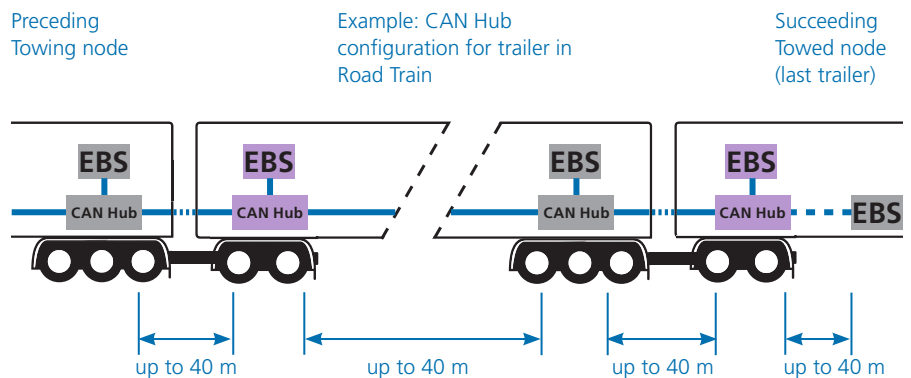 Preceding
Towing node
Example: CAN Hub
configuration for trailer in
Road Train
Succeeding
Towed node
(last trailer)
EBS
EBS
EBS
EBS
CAN Hub
CAN Hub
CAN Hub
CAN Hub
EBS
up to 40 m
up to 40 m
up to 40 m
up to 40 m